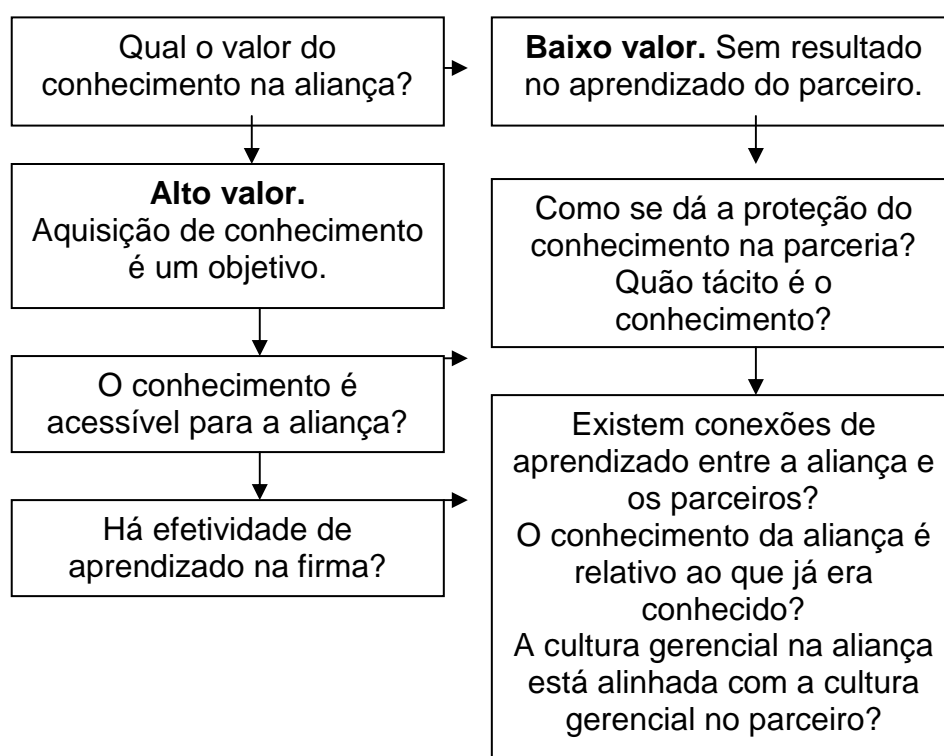 Qual o valor do
conhecimento na aliança?
Baixo valor. Sem resultado
no aprendizado do parceiro.
Alto valor.
Aquisição de conhecimento
é um objetivo.
Como se dá a proteção do
conhecimento na parceria?
Quão tácito é o
conhecimento?
O conhecimento é
acessível para a aliança?
Há efetividade de
aprendizado na firma?
Existem conexões de
aprendizado entre a aliança e
os parceiros?
O conhecimento da aliança é
relativo ao que já era
conhecido?
A cultura gerencial na aliança
está alinhada com a cultura
gerencial no parceiro?